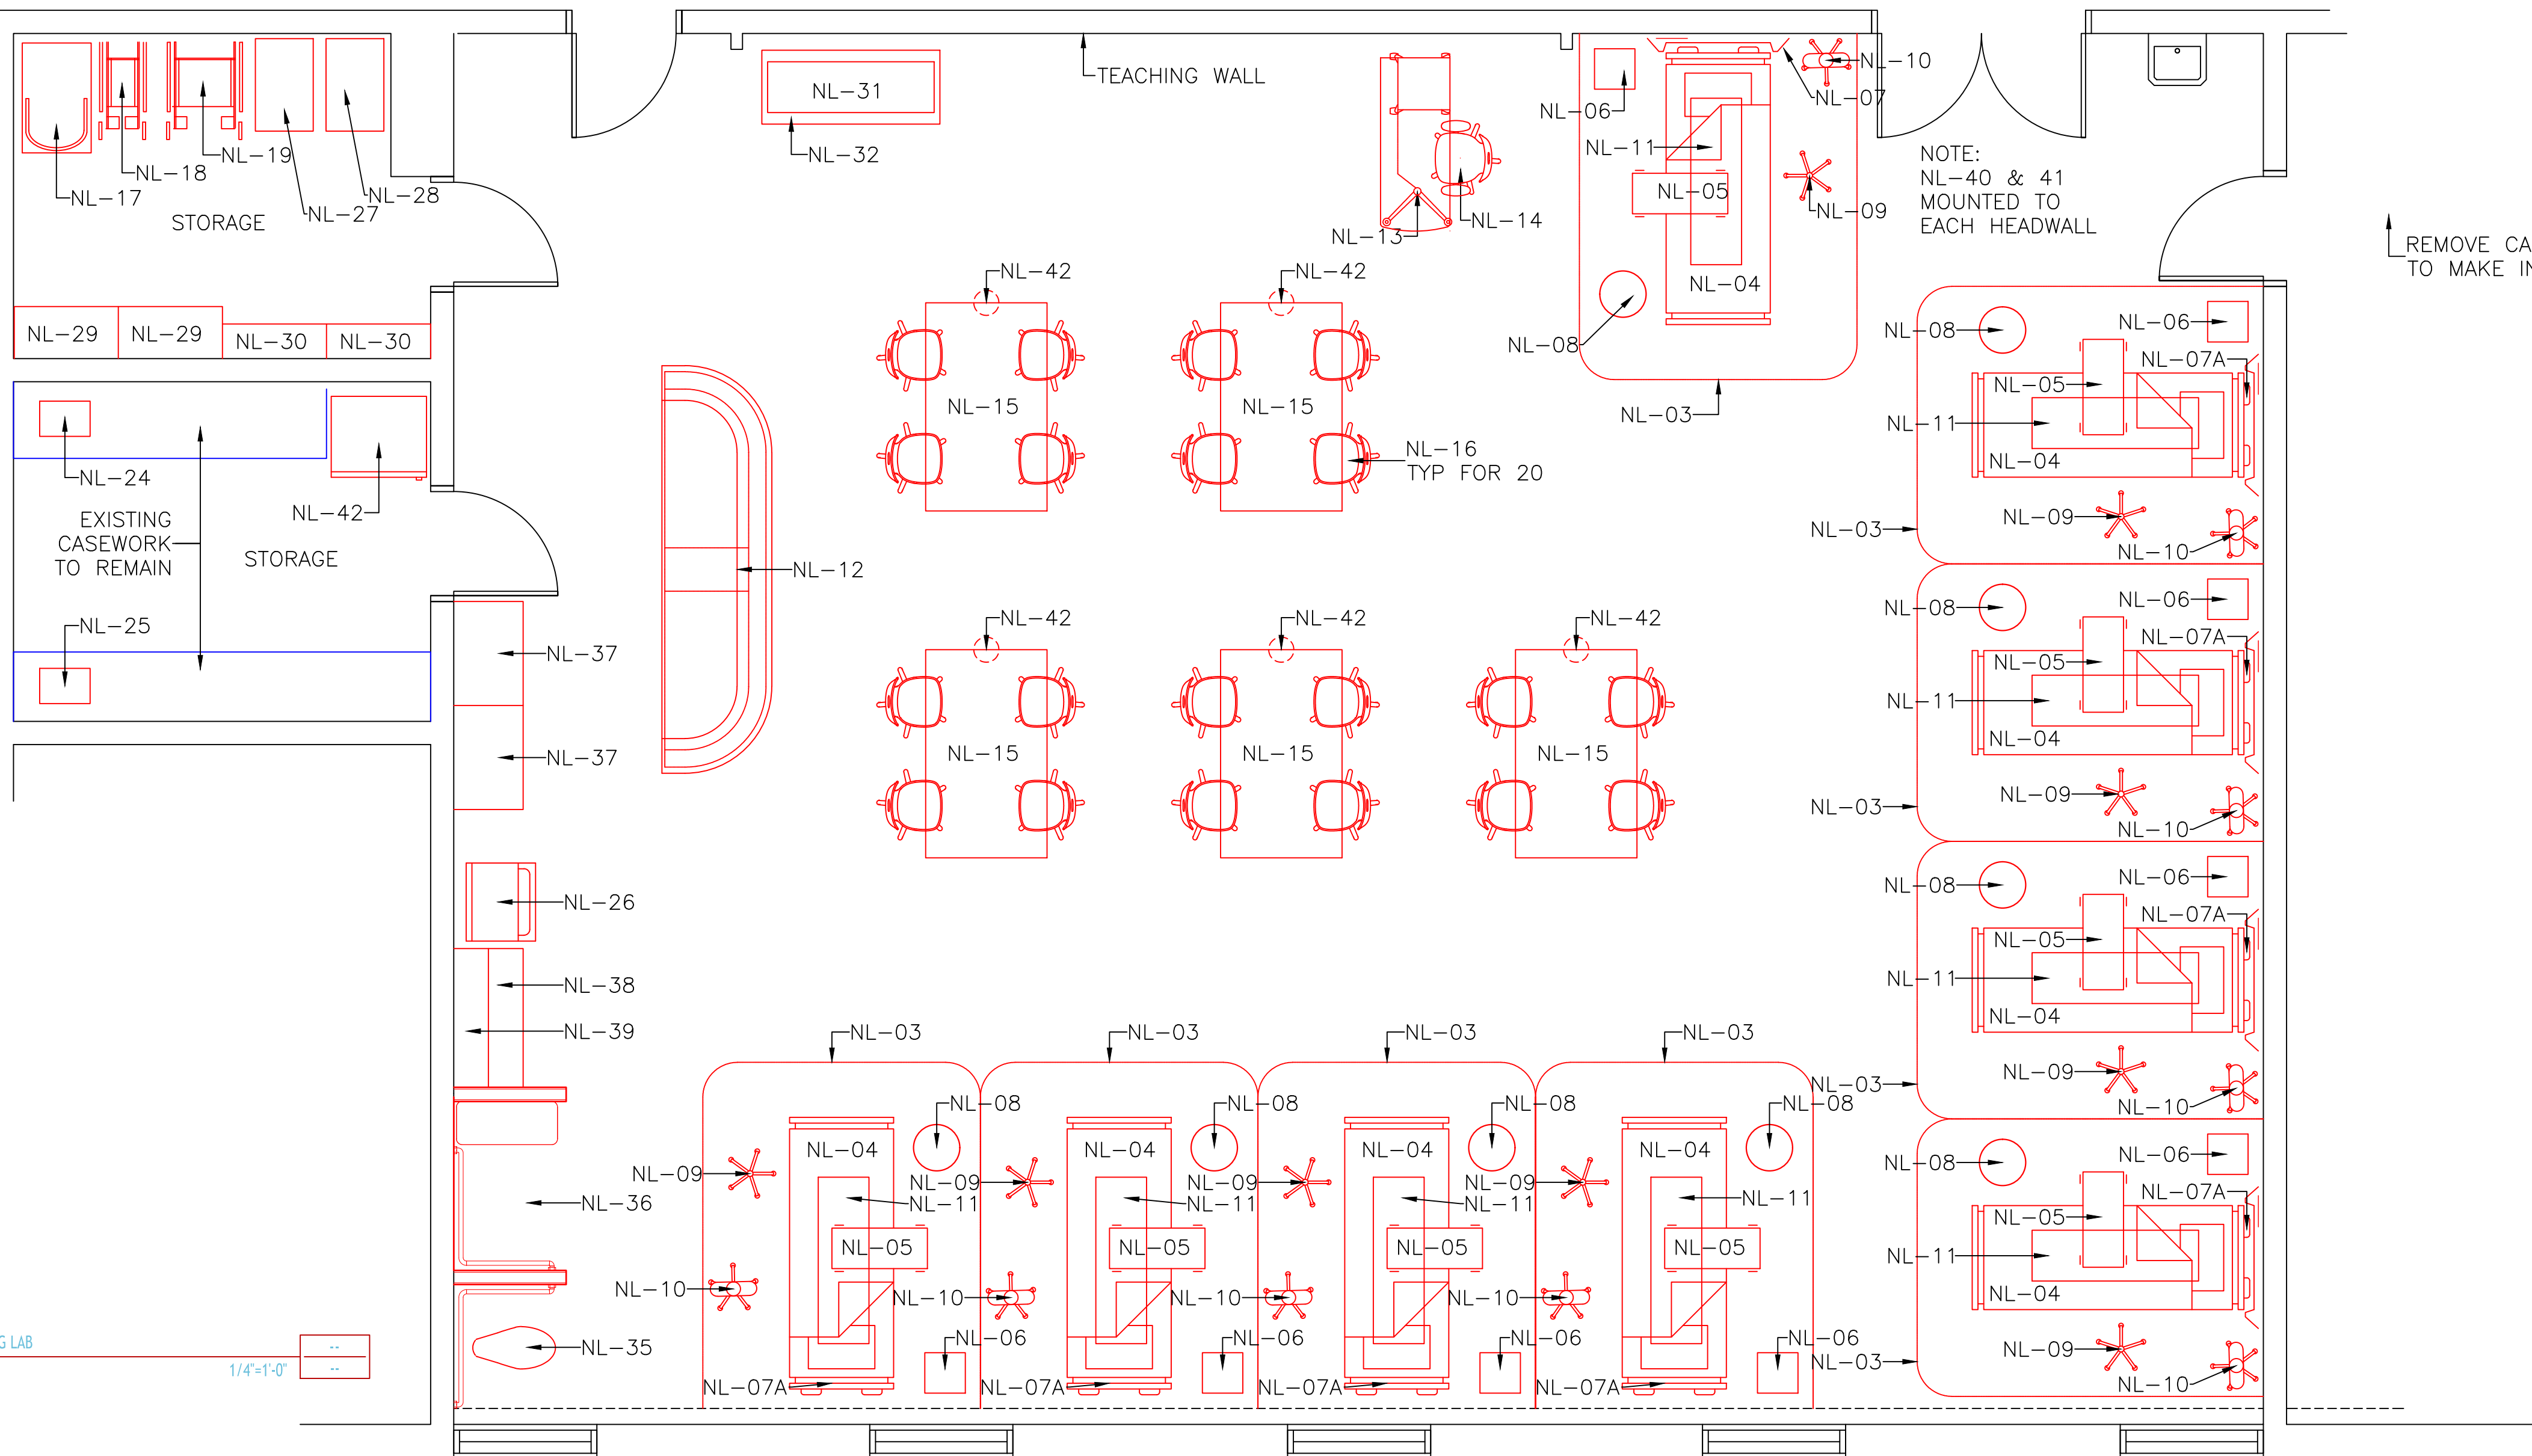 TEACHING WALL
NL-31
NL-32
NL-10
NL-07
NL-06
NL-11
NL-05
NL-09
NL-04
NL-08
NL-03
NL-13
NL-14
NOTE:
NL-40 & 41
MOUNTED TO
EACH HEADWALL
REMOVE CA
TO MAKE IN
NL-17
NL-18
NL-19
NL-27
NL-28
STORAGE
NL-29
NL-29
NL-30
NL-30
NL-24
NL-42
EXISTING
CASEWORK
TO REMAIN
STORAGE
NL-25
NL-42
NL-42
NL-15
NL-15
NL-16
TYP FOR 20
NL-12
NL-42
NL-42
NL-42
NL-15
NL-15
NL-15
NL-37
NL-37
NL-26
NL-38
NL-39
NL-36
NL-35
NL-08
NL-06
NL-07A
NL-05
NL-11
NL-04
NL-09
NL-03
NL-10
NL-08
NL-06
NL-07A
NL-05
NL-11
NL-04
NL-09
NL-03
NL-10
NL-08
NL-06
NL-07A
NL-05
NL-11
NL-04
NL-09
NL-03
NL-10
NL-08
NL-06
NL-07A
NL-05
NL-11
NL-04
NL-09
NL-03
NL-10
NL-03
NL-08
NL-04
NL-09
NL-11
NL-05
NL-10
NL-06
NL-07A
NL-03
NL-08
NL-04
NL-09
NL-11
NL-05
NL-10
NL-06
NL-07A
NL-03
NL-08
NL-04
NL-09
NL-11
NL-05
NL-10
NL-06
NL-07A
NL-03
NL-08
NL-04
NL-09
NL-11
NL-05
NL-10
NL-06
NL-07A
G LAB
1/4"=1'-0"
--
--